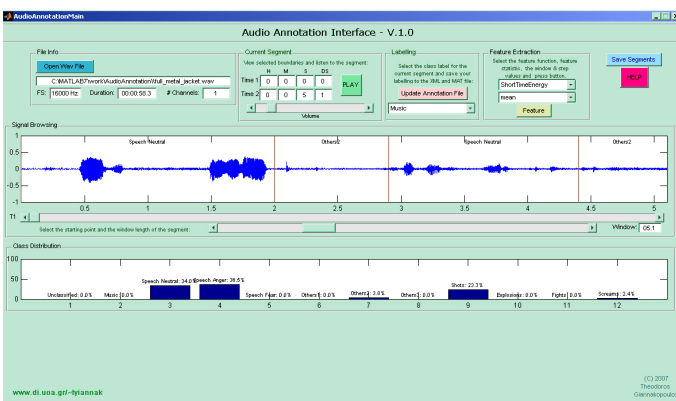 AudioAnnotationMain
Audio Annotation Interface - V.1.0
File Info
Open Wav File
C:\MATLAB7\work\AudioAnnotation\full_metal_jacket.wav
FS: 16000 Hz Duration: 00:00:58.3 # Channels: 1
Current Segment
View selected boundaries and listen to the segment:
H M S DS
Time 1 0 0 0 0
Time 2 0 0 5 1
PLAY
Volume
Labelling
Select the class label for the
current segment and save your
labelling to the XML and MAT file:
Update Annotation File
Music
Feature Extraction
Select the feature function, feature
statistic, the window & step
values and press button.
ShortTimeEnergy
mean
Feature
Save Segments
HELP
Signal Browsing
1
0.5
0
-0.5
-1
Speech Neutral Others2 Speech Neutral Others2
0.5 1 1.5 2 2.5 3 3.5 4 4.5 5
T1
Select the starting point and the window length of the segment:
Window: 05.1
Class Distribution
100
50
0
Unclassified: 0.0% Music: 0.0% Speech Neutral: 34.0% Speech Anger: 36.5% Speech Fear: 0.0% Others1: 0.0% Others2: 3.8% Others3: 0.0% Shots: 23.3% Explosions: 0.0% Fights: 0.0% Screams: 2.4%
1 2 3 4 5 6 7 8 9 10 11 12
www.di.uoa.gr/~tyiannak
(C) 2007
Theodoros
Giannakopoulos